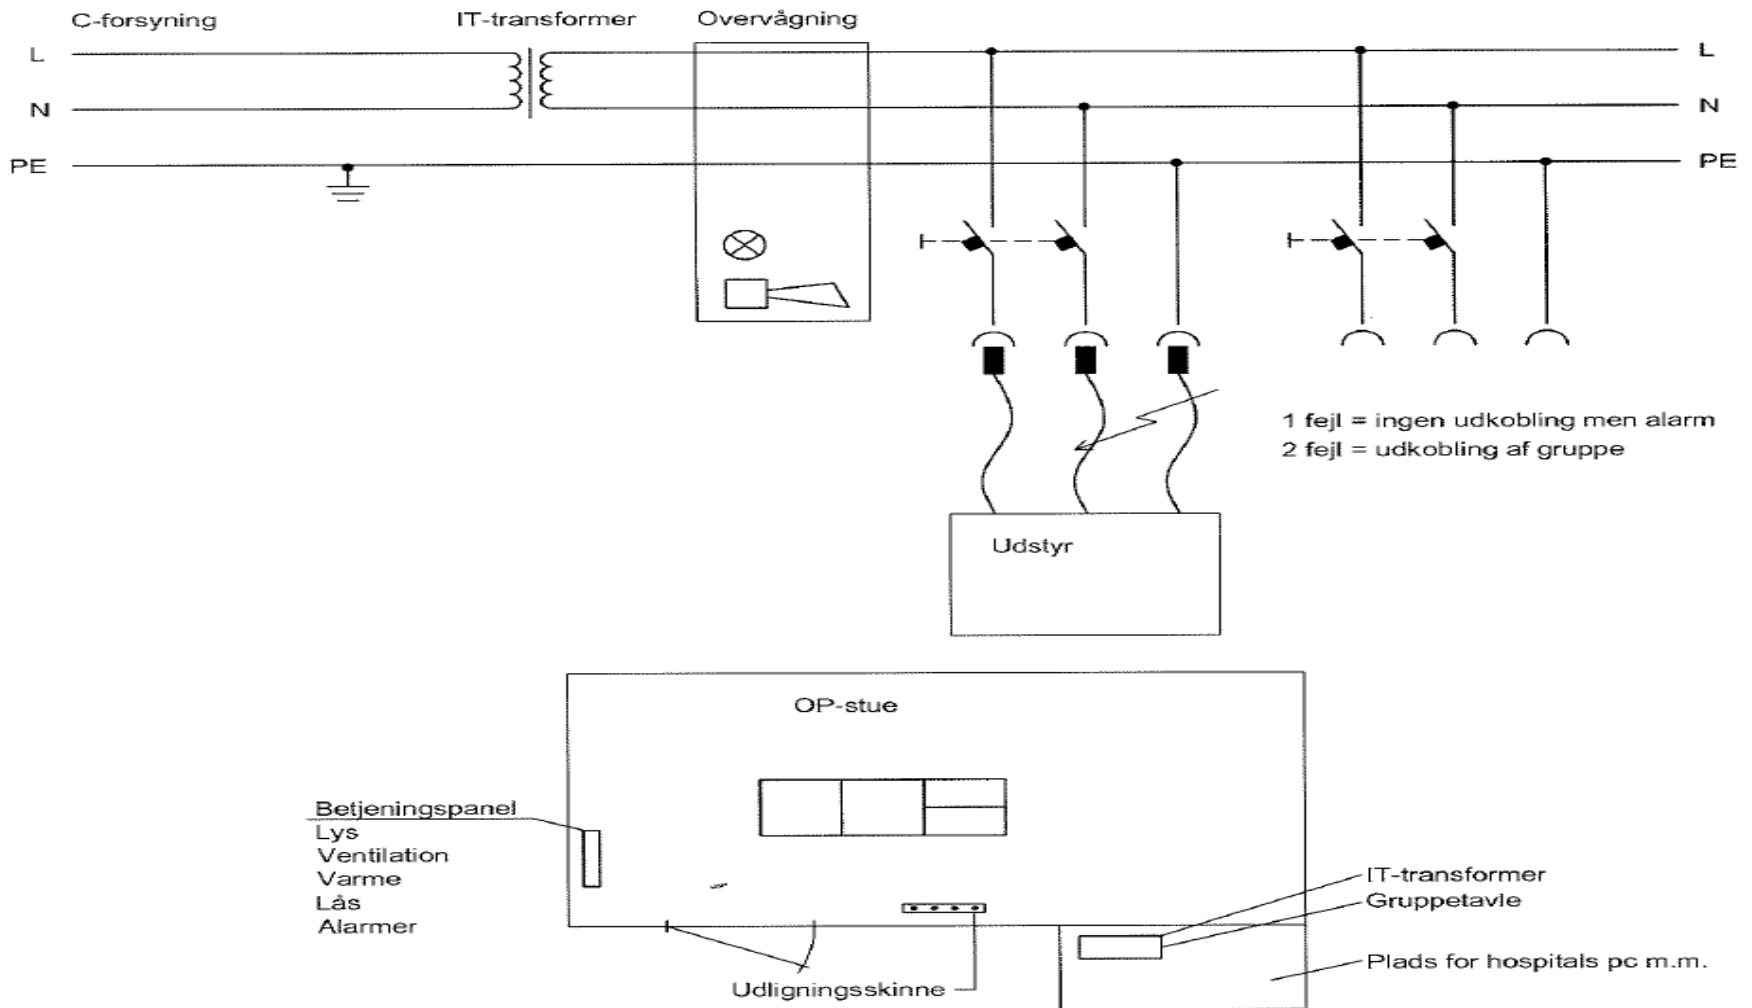 C-forsyning
IT-transformer
Overvågning
L
L
N
N
PE
PE
1 fejl = ingen udkobling men alarm
2 fejl = udkobling af gruppe
Udstyr
OP-stue
Betjeningspanel
Lys
Ventilation
Varme
Lås
Alarmer
IT-transformer
Gruppetavle
Plads for hospitals pc m.m.
Udligningsskinne